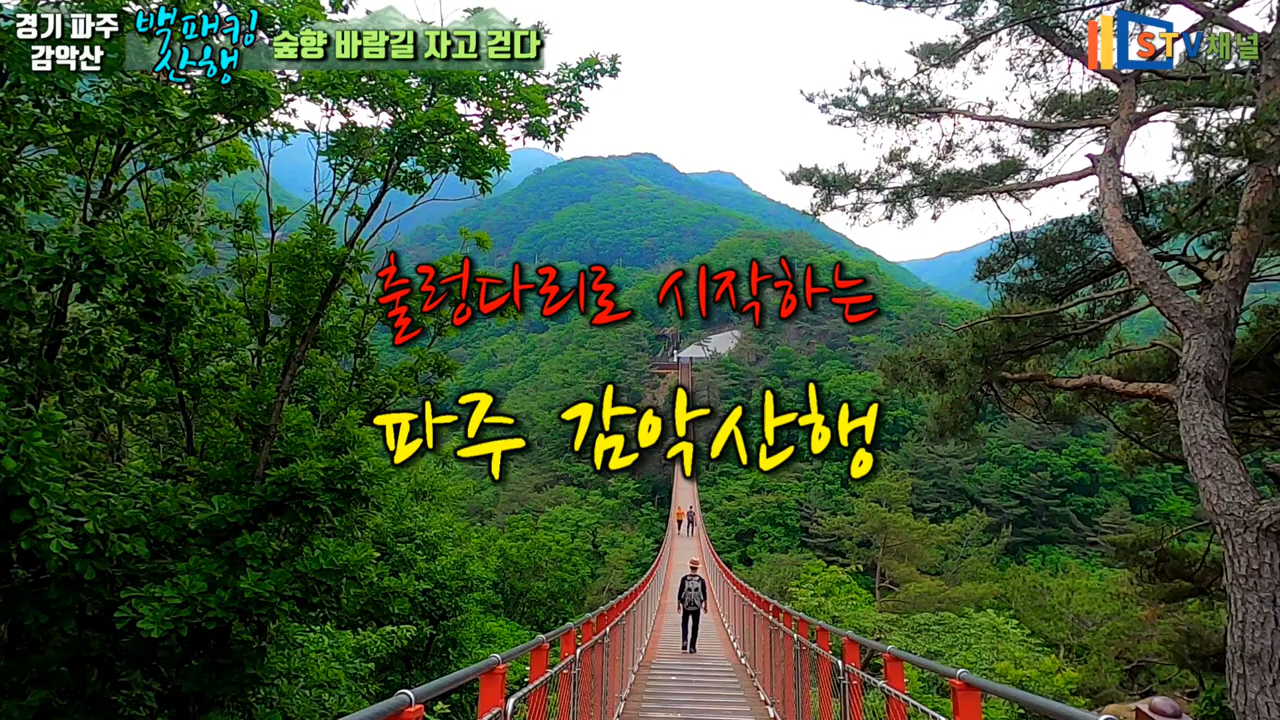 경기 파주
감악산
백패킹
산행
숲향 바람길 자고 걷다
STV채널
출렁다리로 시작하는
파주 감악산행